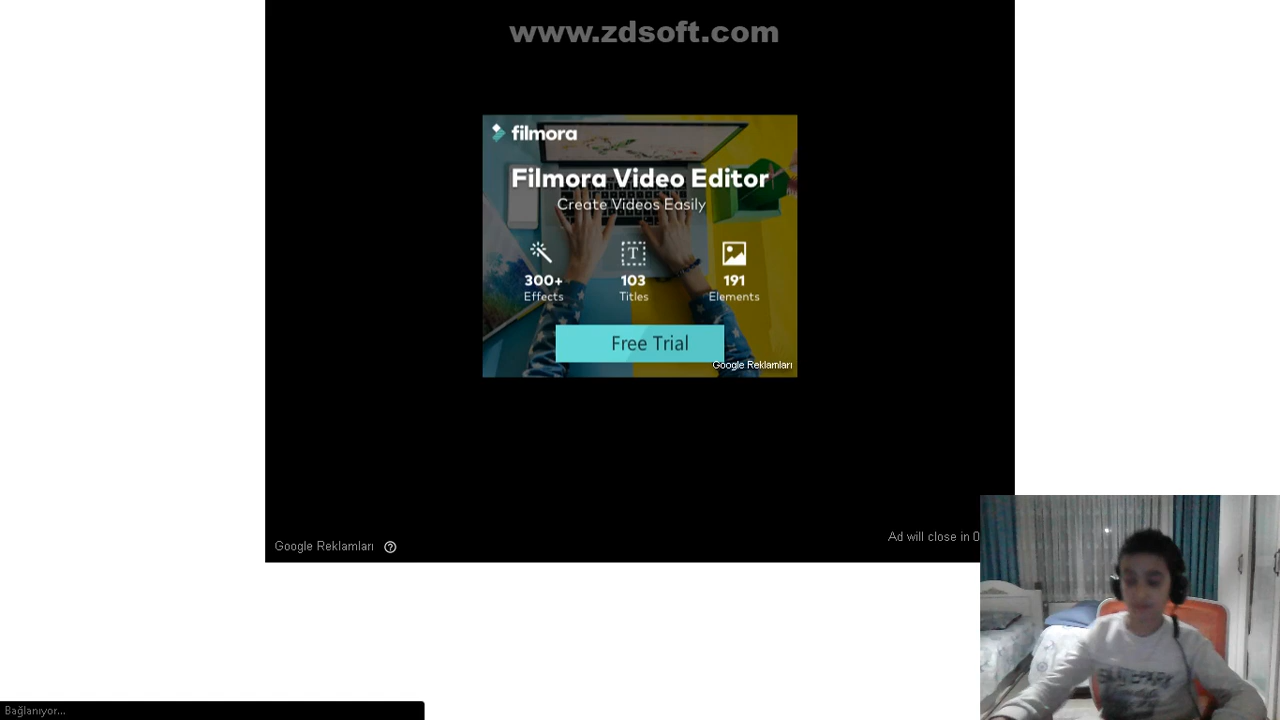 www.zdsoft.com
filmora
Filmora Video Editor
Create Videos Easily
300+
Effects
103
Titles
191
Elements
Free Trial
Google Reklamları
Ad will close in 0
Google Reklamları
Bağlanıyor...